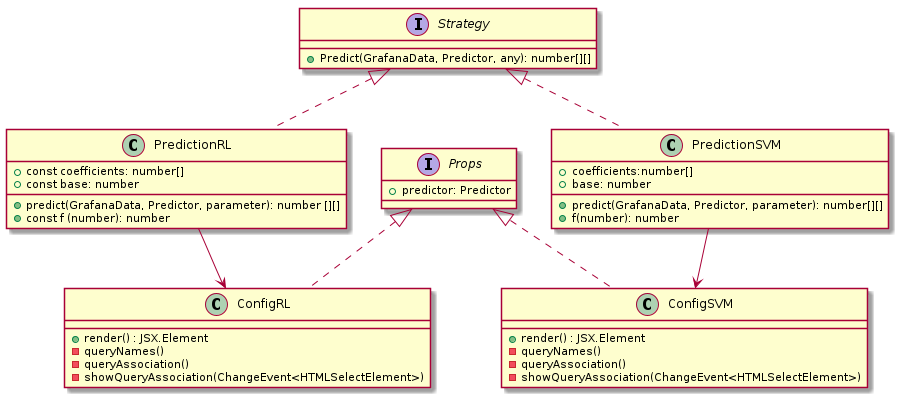 I Strategy
Predict(GrafanaData, Predictor, any): number[][]
C PredictionRL
const coefficients: number[]
const base: number
predict(GrafanaData, Predictor, parameter): number [][]
const f (number): number
I Props
predictor: Predictor
C PredictionSVM
coefficients:number[]
base: number
predict(GrafanaData, Predictor, parameter): number[][]
f(number): number
C ConfigRL
render() : JSX.Element
queryNames()
queryAssociation()
showQueryAssociation(ChangeEvent<HTMLSelectElement>)
C ConfigSVM
render() : JSX.Element
queryNames()
queryAssociation()
showQueryAssociation(ChangeEvent<HTMLSelectElement>)